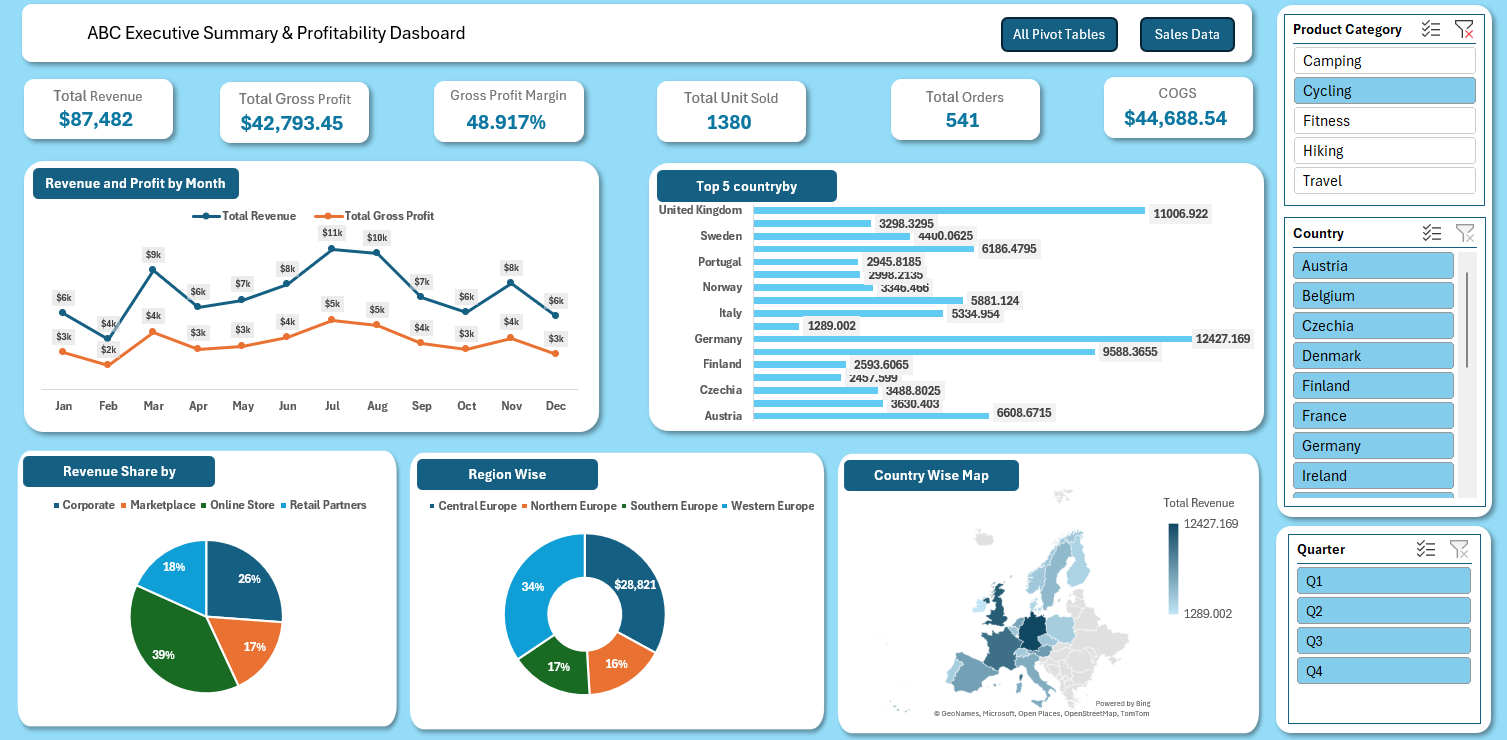 ABC Executive Summary & Profitability Dasboard
All Pivot Tables
Sales Data
Total Revenue
$87,482
Total Gross Profit
$42,793.45
Gross Profit Margin
48.917%
Total Unit Sold
1380
Total Orders
541
COGS
$44,688.54
Revenue and Profit by Month
Total Revenue
Total Gross Profit
$6k
$4k
$9k
$6k
$7k
$8k
$11k
$10k
$7k
$6k
$8k
$6k
$3k
$2k
$4k
$3k
$3k
$4k
$5k
$5k
$4k
$3k
$4k
$3k
Jan Feb Mar Apr May Jun Jul Aug Sep Oct Nov Dec
Top 5 countryby
United Kingdom 11006.922
3298.3295
Sweden 4400.0625
6186.4795
Portugal 2945.8185
2998.2135
Norway 3346.466
5881.124
Italy 5334.954
1289.002
Germany 12427.169
9588.3655
Finland 2593.6065
2457.599
Czechia 3488.8025
3630.403
Austria 6608.6715
Revenue Share by
Corporate Marketplace Online Store Retail Partners
18%
26%
39%
17%
Region Wise
Central Europe Northern Europe Southern Europe Western Europe
34%
$28,821
17%
16%
Country Wise Map
Total Revenue
12427.169
1289.002
Powered by Bing
© GeoNames, Microsoft, Open Places, OpenStreetMap, TomTom
Product Category
Camping
Cycling
Fitness
Hiking
Travel
Country
Austria
Belgium
Czechia
Denmark
Finland
France
Germany
Ireland
Quarter
Q1
Q2
Q3
Q4